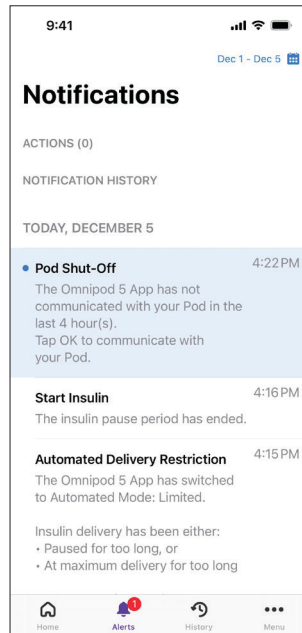 9:41
Dec 1 - Dec 5
Notifications
ACTIONS (0)
NOTIFICATION HISTORY
TODAY, DECEMBER 5
Pod Shut-Off 4:22 PM
The Omnipod 5 App has not
communicated with your Pod in the
last 4 hour(s).
Tap OK to communicate with
your Pod.
Start Insulin 4:16 PM
The insulin pause period has ended.
Automated Delivery Restriction 4:15 PM
The Omnipod 5 App has switched
to Automated Mode: Limited.
Insulin delivery has been either:
• Paused for too long, or
• At maximum delivery for too long
1
Home Alerts History Menu